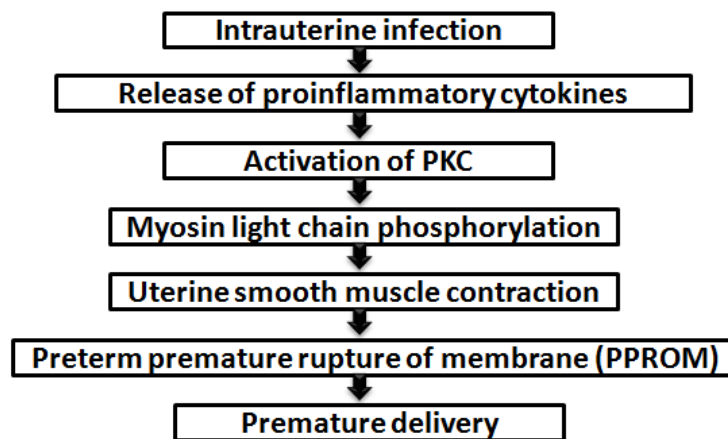 Intrauterine infection
Release of proinflammatory cytokines
Activation of PKC
Myosin light chain phosphorylation
Uterine smooth muscle contraction
Preterm premature rupture of membrane (PPROM)
Premature delivery